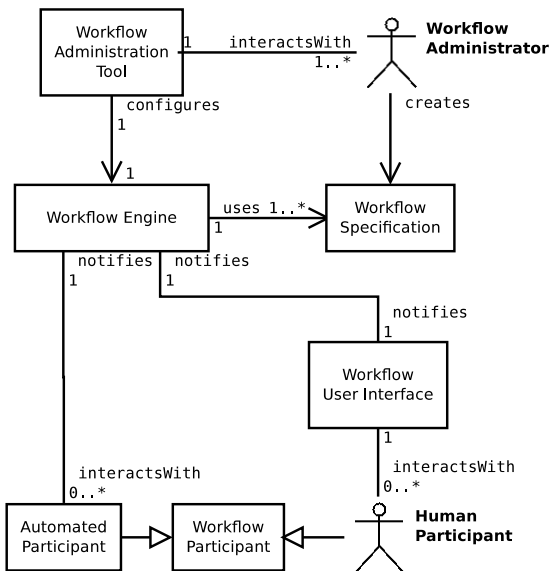 Workflow
Administration
Tool
1
interactsWith
1..*
Workflow
Administrator
configures
1
creates
1
Workflow Engine
uses 1..*
1
Workflow
Specification
notifies
1
notifies
1
notifies
1
Workflow
User Interface
1
interactsWith
0..*
interactsWith
0..*
Automated
Participant
Workflow
Participant
Human
Participant